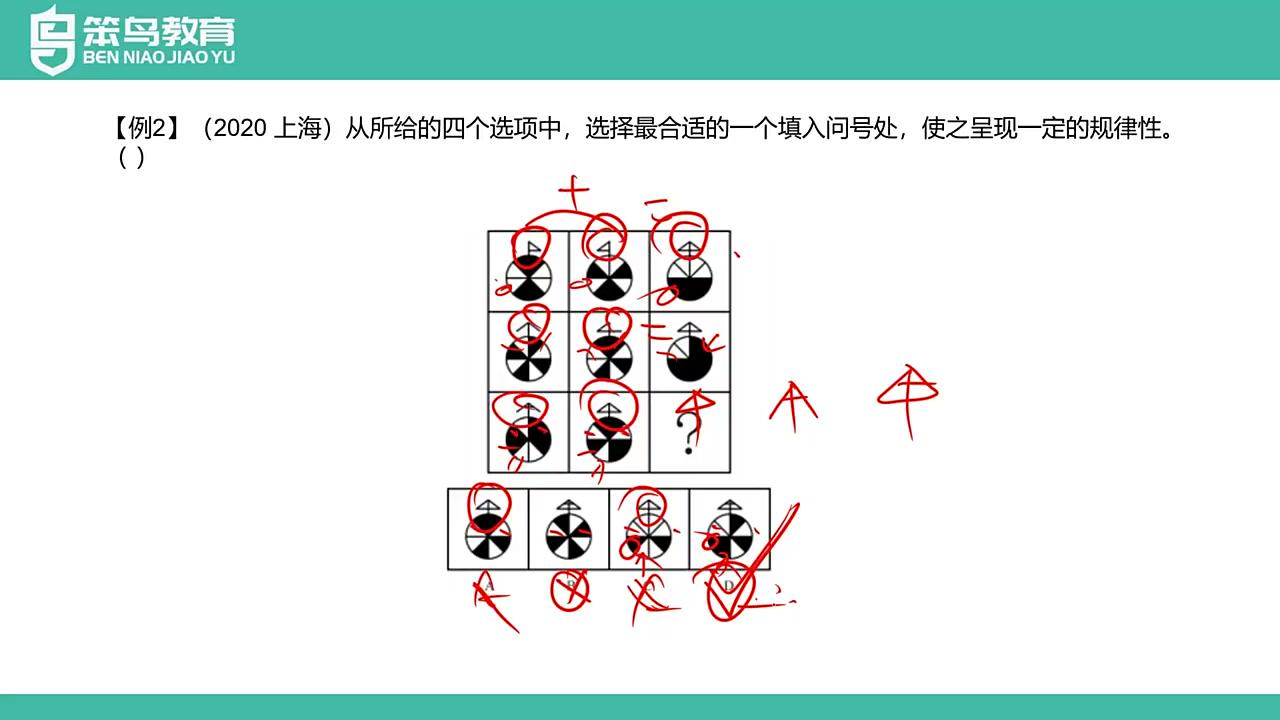 笨鸟教育
BEN NIAO JIAO YU
【例2】（2020 上海）从所给的四个选项中，选择最合适的一个填入问号处，使之呈现一定的规律性。
（ ）
+ =
=
?
A B C D